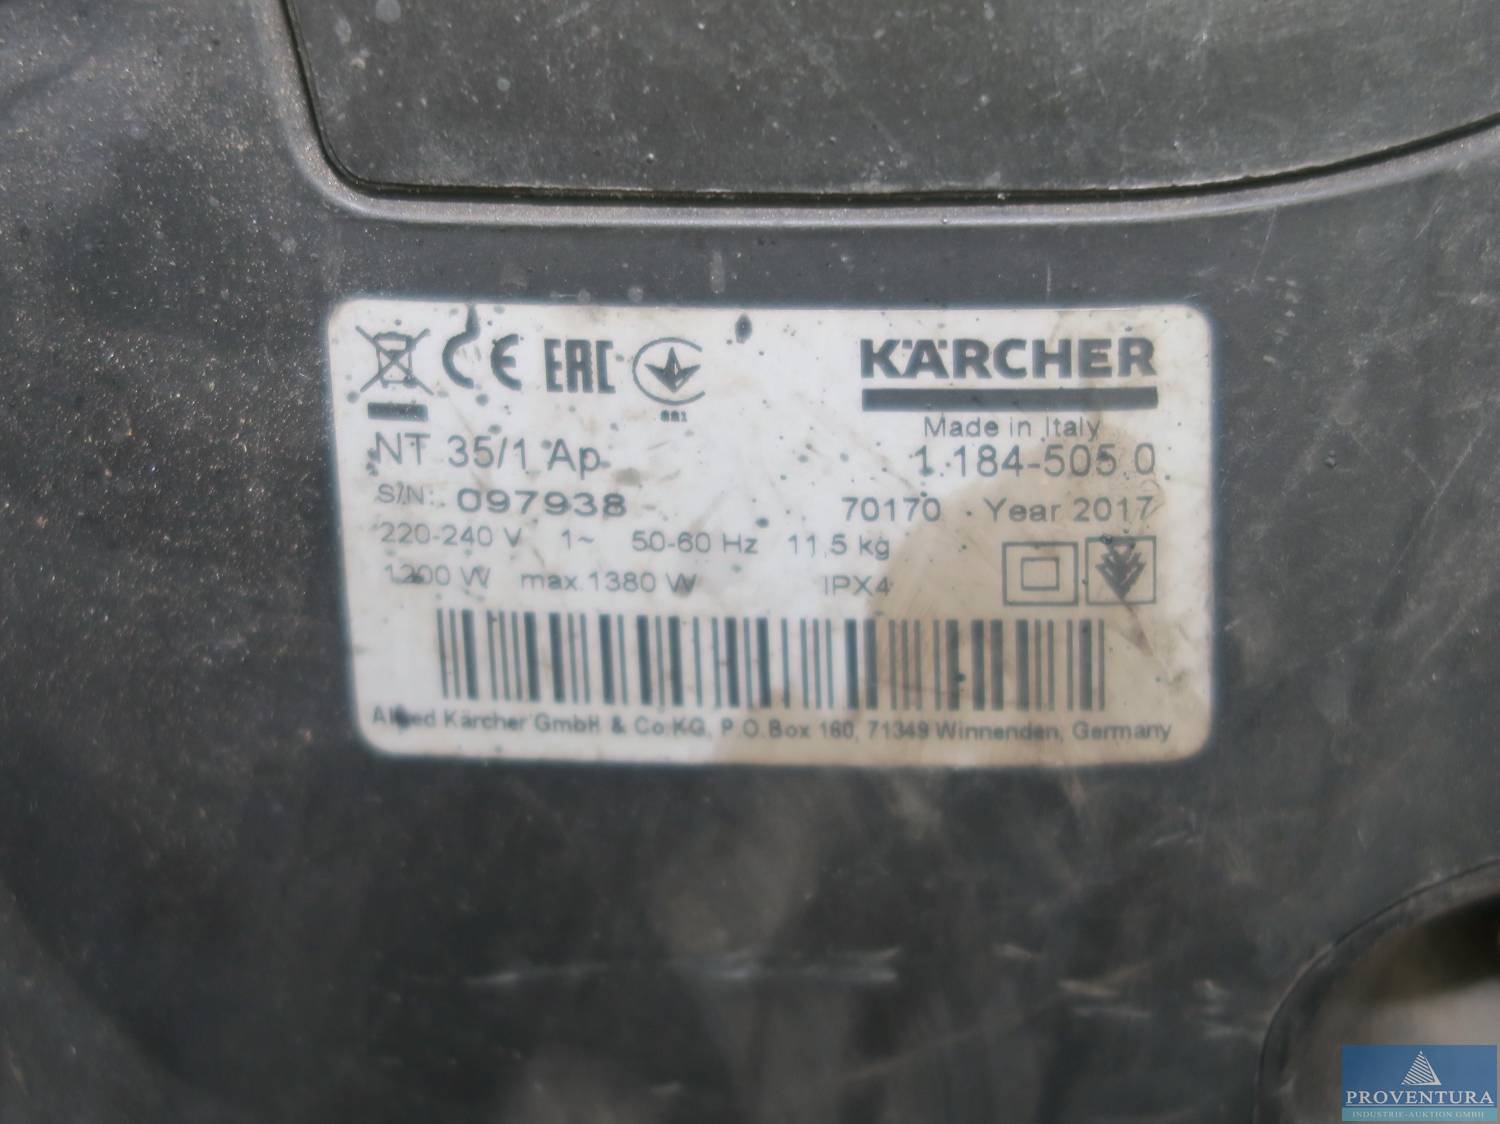 CE EAC
001
KÄRCHER
Made in Italy
NT 35/1 Ap
1.184-505.0
S/N: 097938
70170 Year 2017
220-240 V 1~ 50-60 Hz 11,5 kg
1200 W max.1380 W IPX4
Alfred Kärcher GmbH & Co.KG, P.O.Box 160, 71349 Winnenden, Germany
PROVENTURA
INDUSTRIE-AUKTION GMBH